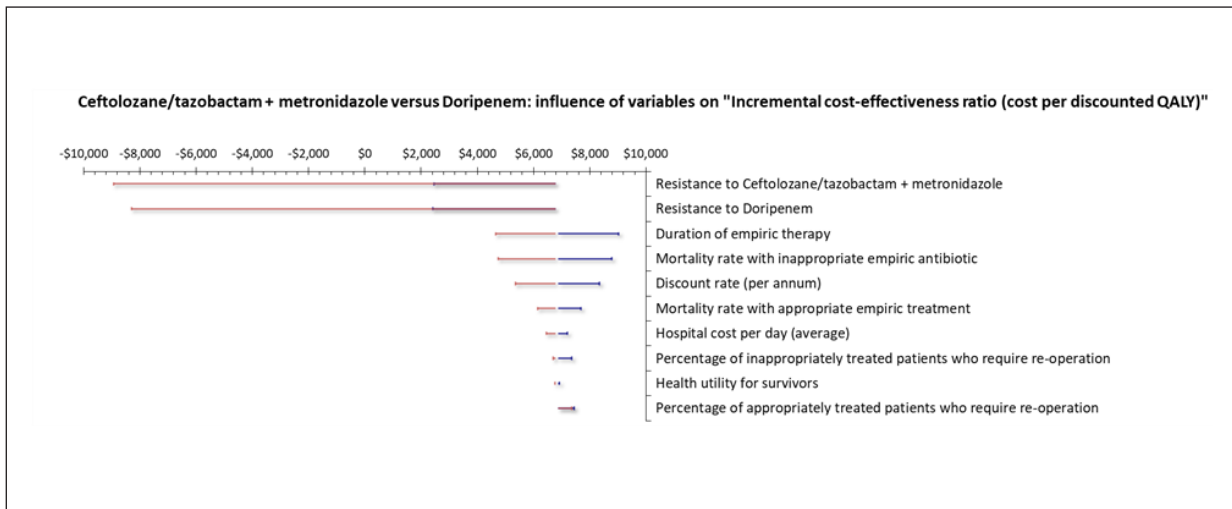 Ceftolozane/tazobactam + metronidazole versus Doripenem: influence of variables on "Incremental cost-effectiveness ratio (cost per discounted QALY)"
-$10,000 -$8,000 -$6,000 -$4,000 -$2,000 $0 $2,000 $4,000 $6,000 $8,000 $10,000
Resistance to Ceftolozane/tazobactam + metronidazole
Resistance to Doripenem
Duration of empiric therapy
Mortality rate with inappropriate empiric antibiotic
Discount rate (per annum)
Mortality rate with appropriate empiric treatment
Hospital cost per day (average)
Percentage of inappropriately treated patients who require re-operation
Health utility for survivors
Percentage of appropriately treated patients who require re-operation